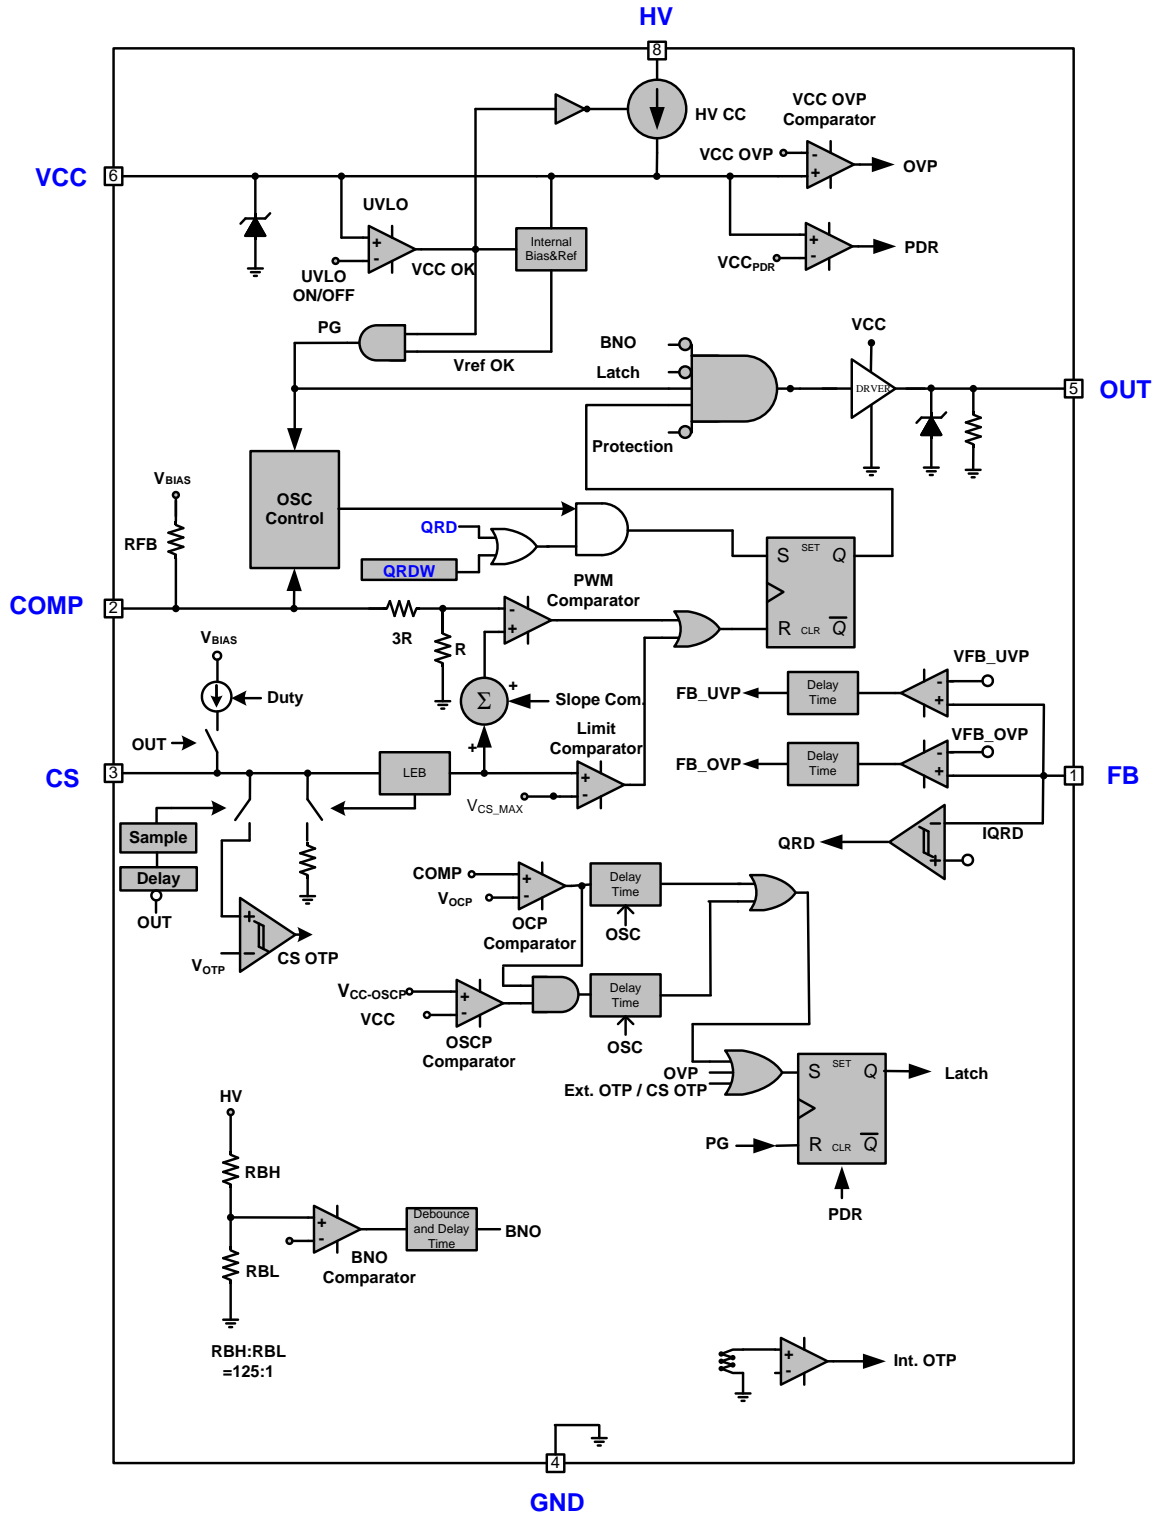 HV
8
HV CC
VCC OVP
Comparator
VCC OVP
-
+
OVP
VCC
6
UVLO
+
-
UVLO
ON/OFF
VCC OK
Internal
Bias&Ref
+
-
VCCPDR
PDR
PG
Vref OK
BNO
Latch
Protection
VCC
DRVER
5
OUT
VBIAS
RFB
OSC
Control
QRD
QRDW
S
SET
Q
R
CLR
Q
COMP
2
3R
R
PWM
Comparator
-
+
VBIAS
Duty
OUT
Σ
+
+
Slope Com.
Limit
Comparator
+
-
VCS_MAX
CS
3
LEB
VFB_UVP
-
+
Delay
Time
FB_UVP
VFB_OVP
-
+
Delay
Time
FB_OVP
1
FB
IQRD
-
+
QRD
Sample
Delay
OUT
+
-
VOTP
CS OTP
COMP
VOCP
+
-
OCP
Comparator
Delay
Time
OSC
VCC-OSCP
VCC
+
-
OSCP
Comparator
Delay
Time
OSC
OVP
Ext. OTP / CS OTP
S
SET
Q
Latch
PG
R
CLR
Q
PDR
HV
RBH
RBL
+
-
BNO
Comparator
Debounce
and Delay
Time
BNO
RBH:RBL
=125:1
+
-
Int. OTP
4
GND